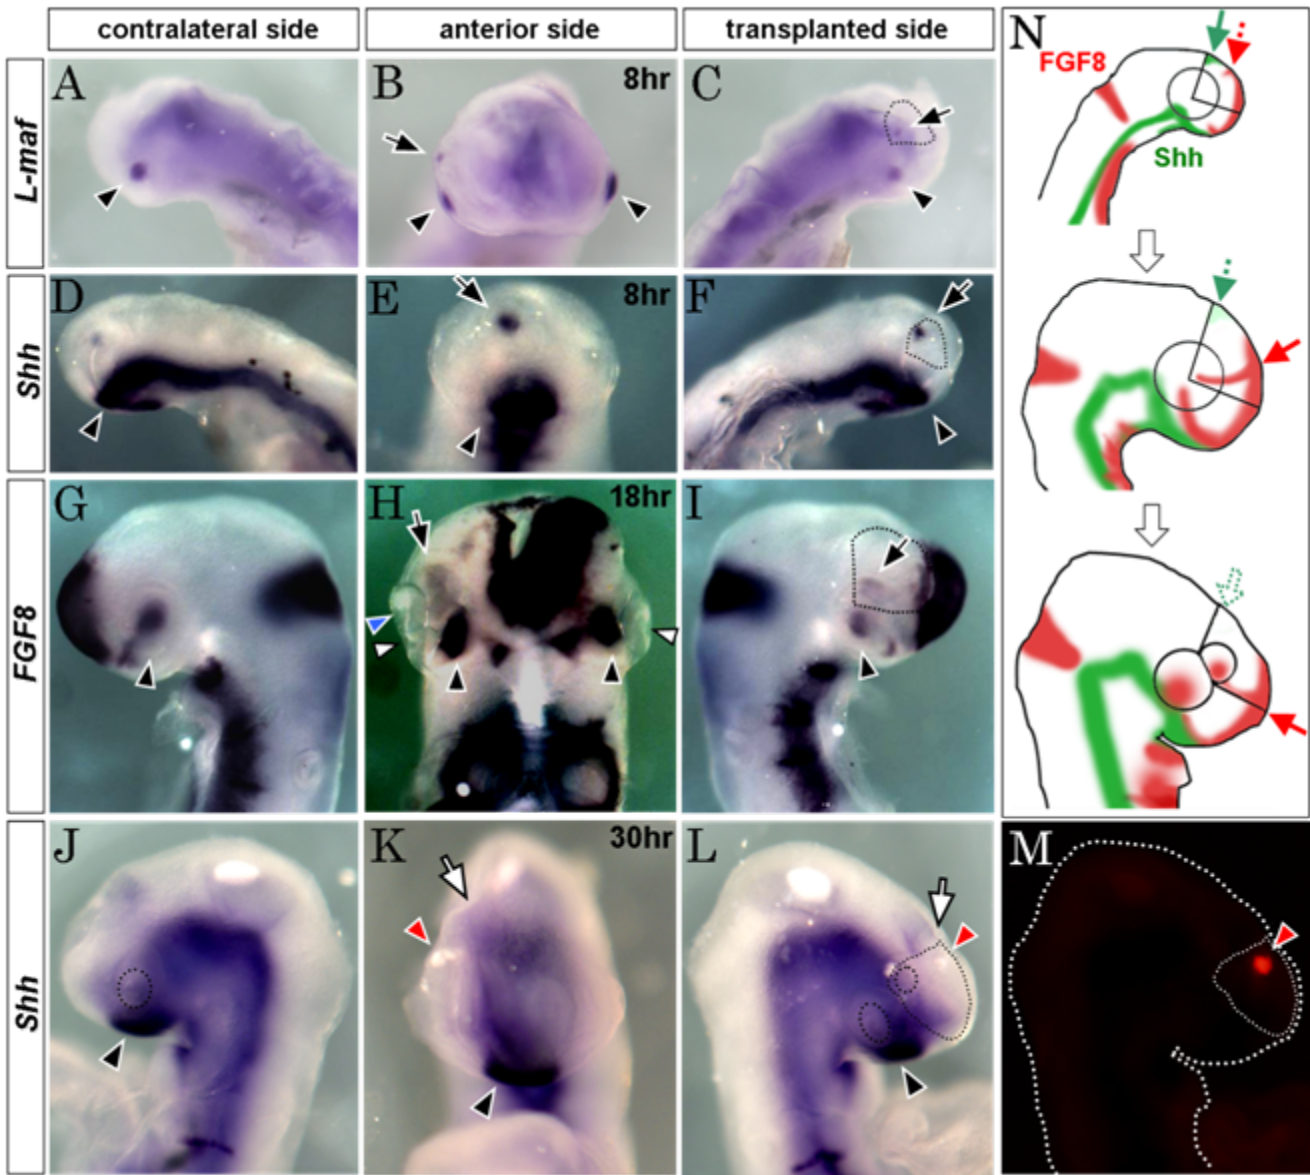 contralateral side anterior side transplanted side
L-maf
A B 8hr C
Shh
D E 8hr F
FGF8
G H 18hr I
Shh
J K 30hr L
N
FGF8
Shh
M